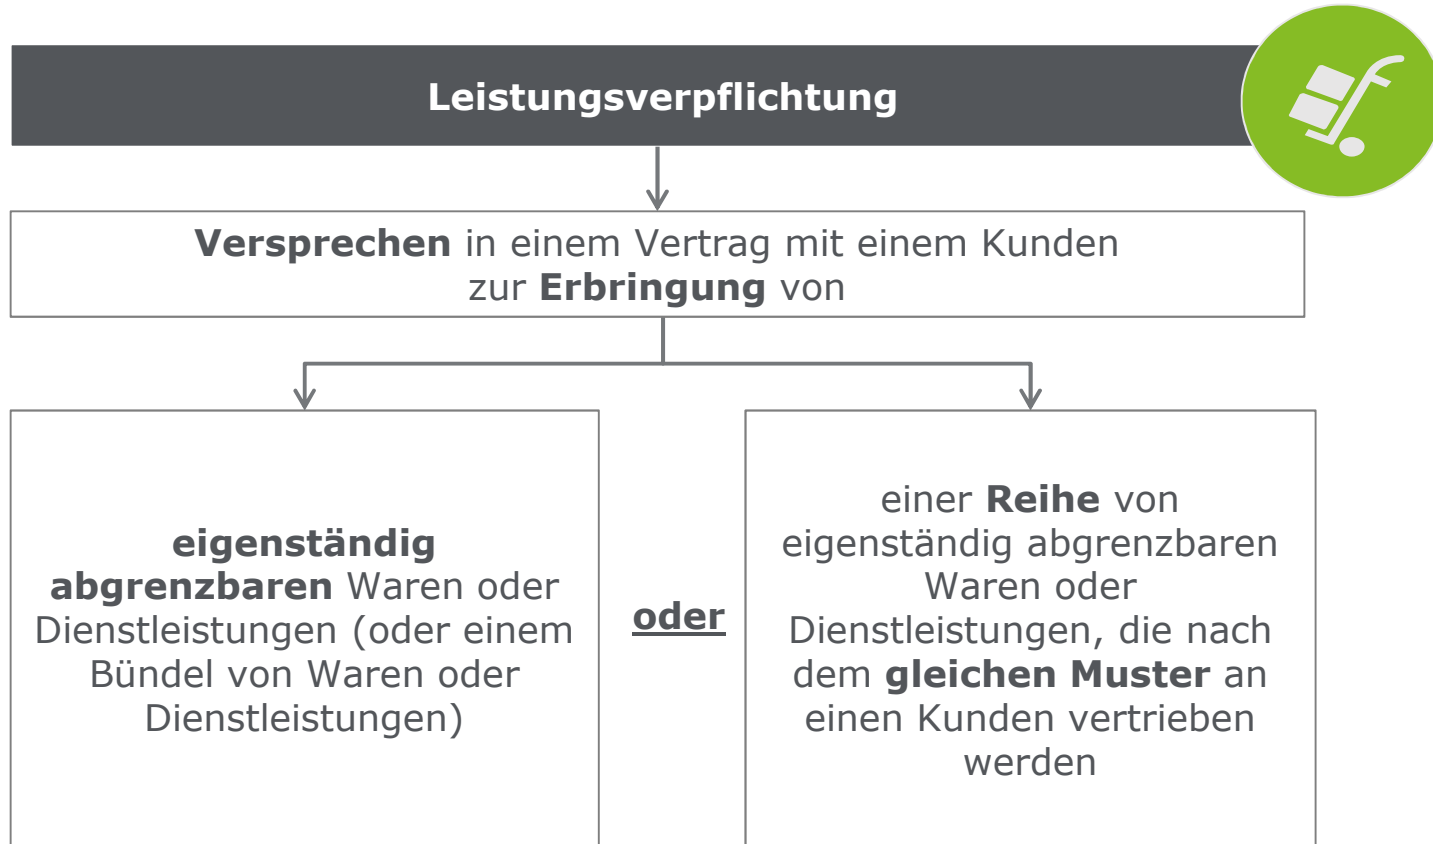 Leistungsverpflichtung
Versprechen in einem Vertrag mit einem Kunden
zur Erbringung von
eigenständig
abgrenzbaren Waren oder
Dienstleistungen (oder einem
Bündel von Waren oder
Dienstleistungen)
oder
einer Reihe von
eigenständig abgrenzbaren
Waren oder
Dienstleistungen, die nach
dem gleichen Muster an
einen Kunden vertrieben
werden